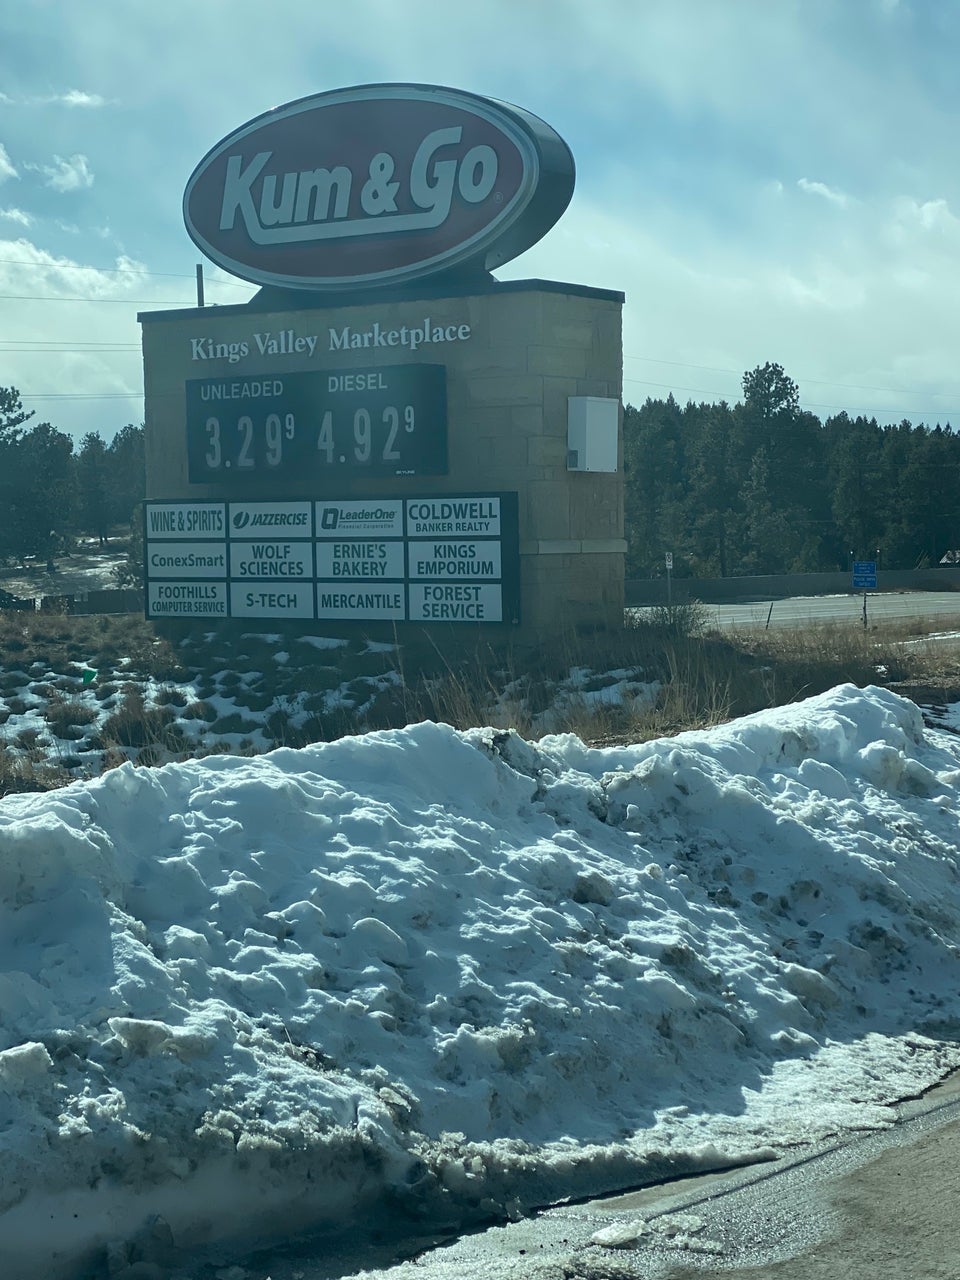 Kum & Go
Kings Valley Marketplace
UNLEADED DIESEL
3.29 9 4.92 9
WINE & SPIRITS
JAZZERCISE
LeaderOne
Financial Corporation
COLDWELL
BANKER REALTY
ConexSmart
WOLF
SCIENCES
ERNIE'S
BAKERY
KINGS
EMPORIUM
FOOTHILLS
COMPUTER SERVICE
S-TECH
MERCANTILE
FOREST
SERVICE